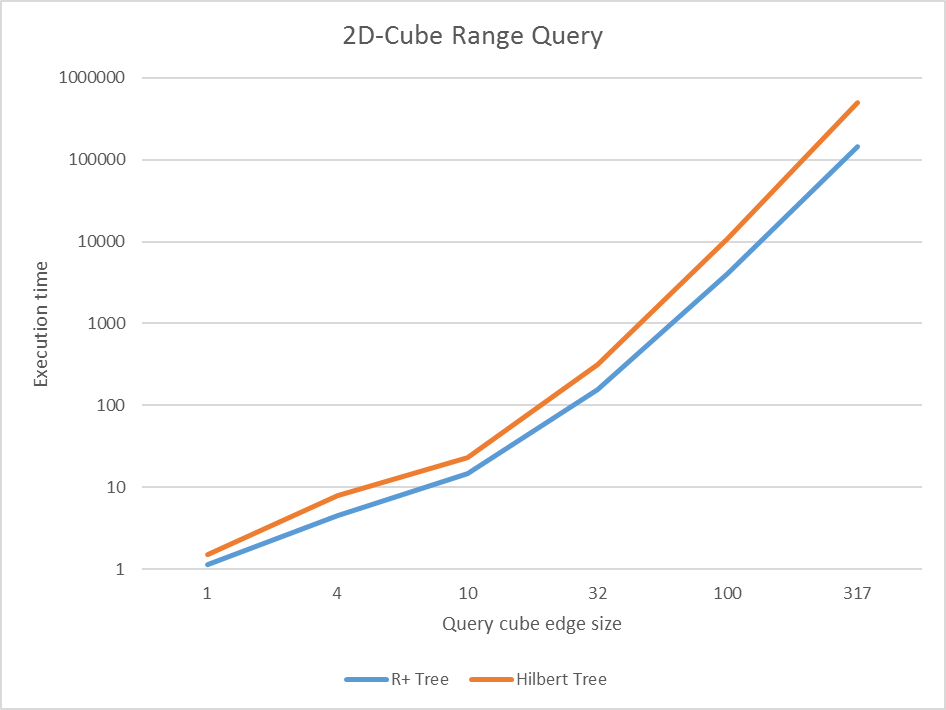 2D-Cube Range Query
1000000
100000
10000
1000
100
10
1
Execution time
1 4 10 32 100 317
Query cube edge size
R+ Tree Hilbert Tree